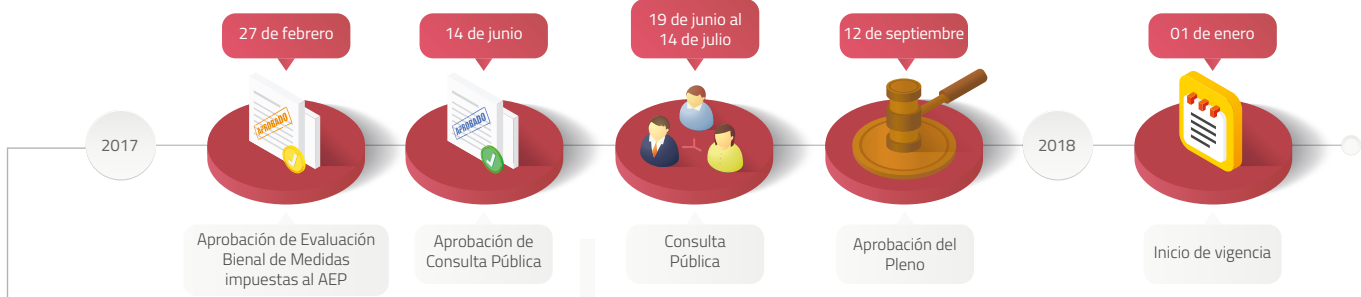 27 de febrero
14 de junio
19 de junio al
14 de julio
12 de septiembre
01 de enero
2017
APROBADO
APROBADO
2018
Aprobación de Evaluación
Bienal de Medidas
impuestas al AEP
Aprobación de
Consulta Pública
Consulta
Pública
Aprobación del
Pleno
Inicio de vigencia